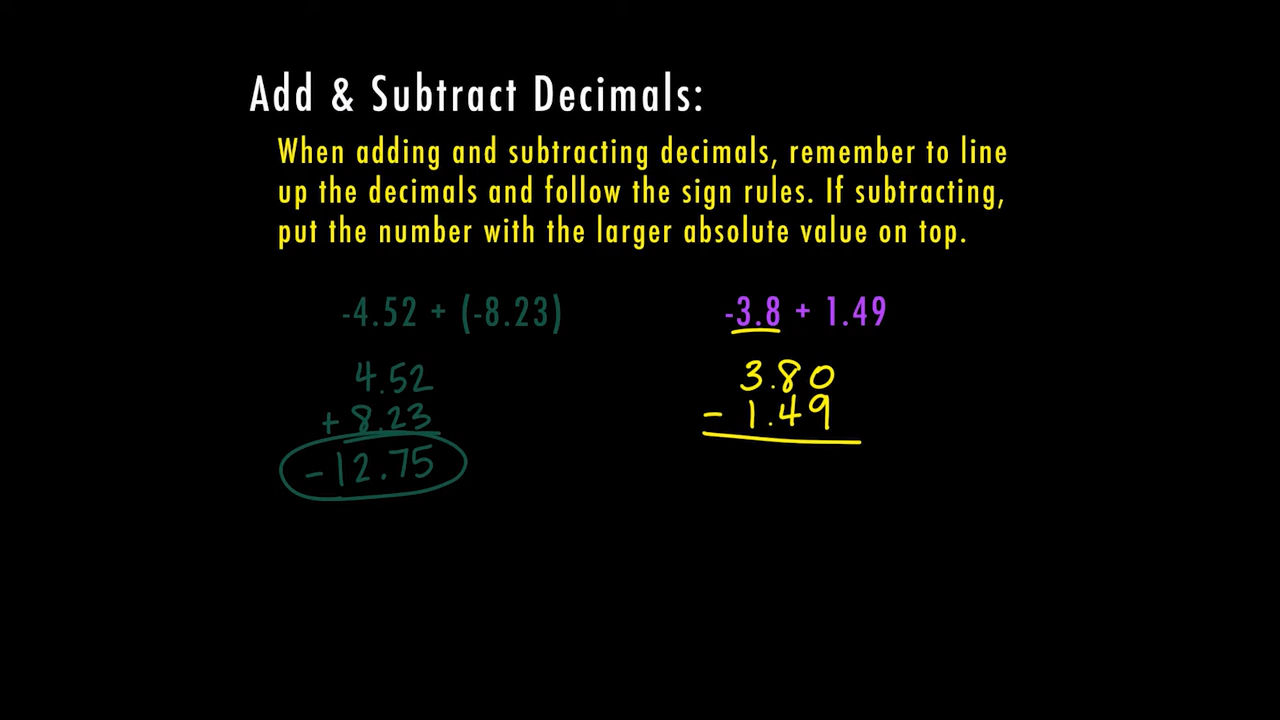 Add & Subtract Decimals:
When adding and subtracting decimals, remember to line
up the decimals and follow the sign rules. If subtracting,
put the number with the larger absolute value on top.
-4.52 + (-8.23)
4.52
+ 8.23
-12.75
-3.8 + 1.49
3.80
- 1.49